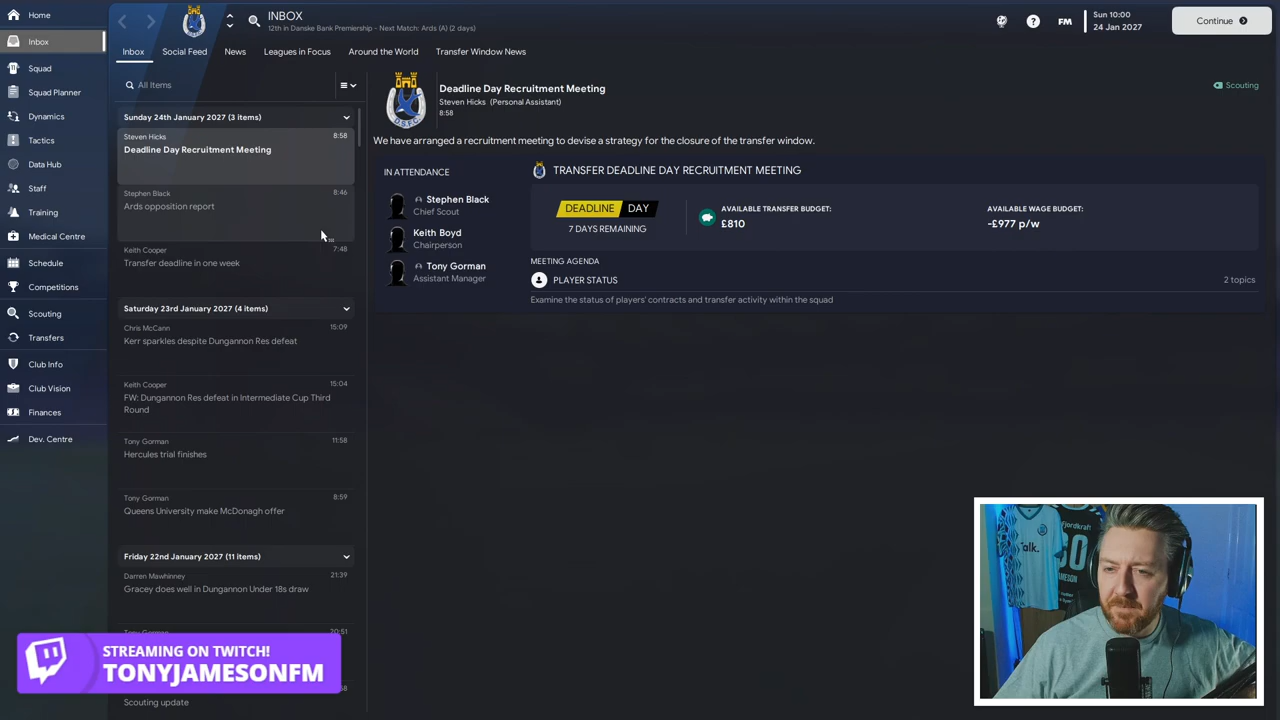 Home
Inbox
Squad
Squad Planner
Dynamics
Tactics
Data Hub
Staff
Training
Medical Centre
Schedule
Competitions
Scouting
Transfers
Club Info
Club Vision
Finances
Dev. Centre
INBOX
12th in Danske Bank Premiership - Next Match: Ards (A) (2 days)
FM
Sun 10:00
24 Jan 2027
Continue
Inbox
Social Feed
News
Leagues in Focus
Around the World
Transfer Window News
All Items
Sunday 24th January 2027 (3 items)
Steven Hicks 8:58
Deadline Day Recruitment Meeting
Stephen Black 8:46
Ards opposition report
Keith Cooper 7:48
Transfer deadline in one week
Saturday 23rd January 2027 (4 items)
Chris McCann 15:09
Kerr sparkles despite Dungannon Res defeat
Keith Cooper 15:04
FW: Dungannon Res defeat in Intermediate Cup Third
Round
Tony Gorman 11:58
Hercules trial finishes
Tony Gorman 8:59
Queens University make McDonagh offer
Friday 22nd January 2027 (11 items)
Darren Mawhinney 21:39
Gracey does well in Dungannon Under 18s draw
20:51
Scouting update
Deadline Day Recruitment Meeting
Steven Hicks (Personal Assistant)
8:58
Scouting
We have arranged a recruitment meeting to devise a strategy for the closure of the transfer window.
IN ATTENDANCE
Stephen Black
Chief Scout
Keith Boyd
Chairperson
Tony Gorman
Assistant Manager
TRANSFER DEADLINE DAY RECRUITMENT MEETING
DEADLINE DAY
7 DAYS REMAINING
AVAILABLE TRANSFER BUDGET:
£810
AVAILABLE WAGE BUDGET:
-£977 p/w
MEETING AGENDA
PLAYER STATUS
2 topics
Examine the status of players' contracts and transfer activity within the squad
D.S.F.C.
STREAMING ON TWITCH!
TONYJAMESONFM
Talk.
fjordkraft
JAMESON